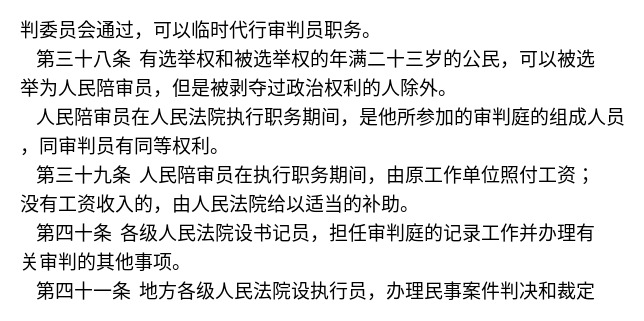 判委员会通过，可以临时代行审判员职务。
第三十八条 有选举权和被选举权的年满二十三岁的公民，可以被选
举为人民陪审员，但是被剥夺过政治权利的人除外。
人民陪审员在人民法院执行职务期间，是他所参加的审判庭的组成人员
，同审判员有同等权利。
第三十九条 人民陪审员在执行职务期间，由原工作单位照付工资；
没有工资收入的，由人民法院给以适当的补助。
第四十条 各级人民法院设书记员，担任审判庭的记录工作并办理有
关审判的其他事项。
第四十一条 地方各级人民法院设执行员，办理民事案件判决和裁定